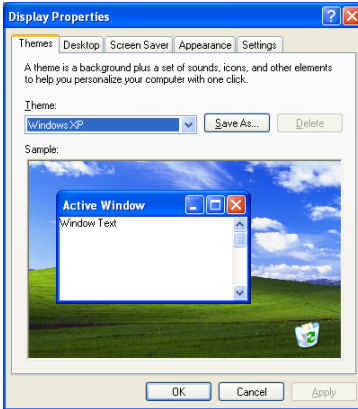 Display Properties
Themes Desktop Screen Saver Appearance Settings
A theme is a background plus a set of sounds, icons, and other elements
to help you personalize your computer with one click.
Theme:
Windows XP Save As... Delete
Sample:
Active Window
Window Text
OK Cancel Apply